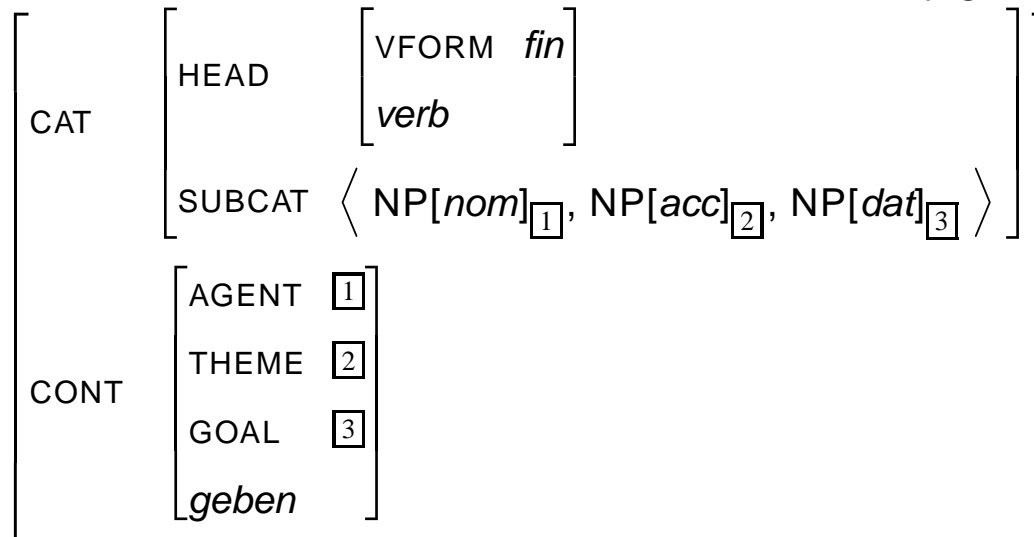 VFORM fin
HEAD
verb
CAT
SUBCAT ⟨ NP[nom]1, NP[acc]2, NP[dat]3 ⟩
AGENT 1
THEME 2
CONT
GOAL 3
geben